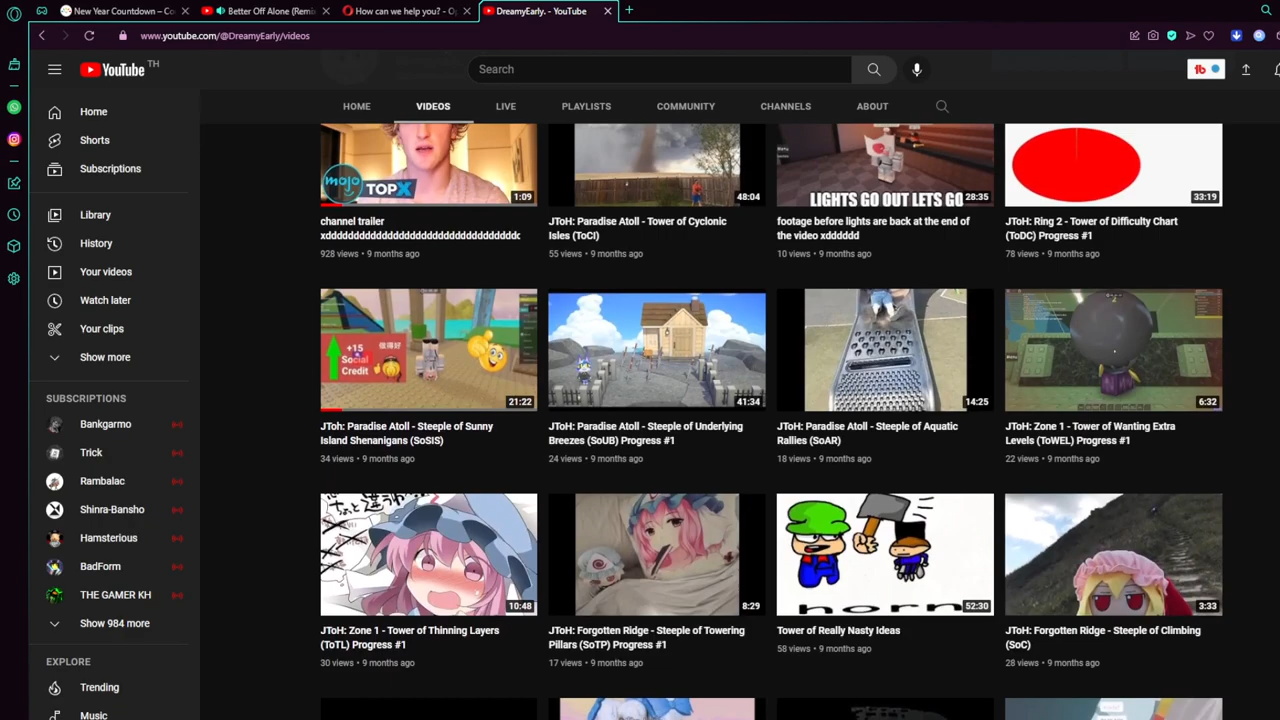 New Year Countdown – Co
Better Off Alone (Remi
How can we help you? - Op
DreamyEarly. - YouTube
www.youtube.com/@DreamyEarly/videos
YouTube TH
Search
HOME
VIDEOS
LIVE
PLAYLISTS
COMMUNITY
CHANNELS
ABOUT
Home
Shorts
Subscriptions
Library
History
Your videos
Watch later
Your clips
Show more
SUBSCRIPTIONS
Bankgarmo
Trick
Rambalac
Shinra-Bansho
Hamsterious
BadForm
THE GAMER KH
Show 984 more
EXPLORE
Trending
Music
mojo TOPX
1:09
channel trailer
xdddddddddddddddddddddddddddddddddc
928 views • 9 months ago
48:04
JToH: Paradise Atoll - Tower of Cyclonic
Isles (ToCI)
55 views • 9 months ago
LIGHTS GO OUT LETS GO
28:35
footage before lights are back at the end of
the video xdddddd
10 views • 9 months ago
33:19
JToH: Ring 2 - Tower of Difficulty Chart
(ToDC) Progress #1
78 views • 9 months ago
+15
Social
Credit
值得好
21:22
JToh: Paradise Atoll - Steeple of Sunny
Island Shenanigans (SoSIS)
34 views • 9 months ago
41:34
JToH: Paradise Atoll - Steeple of Underlying
Breezes (SoUB) Progress #1
24 views • 9 months ago
14:25
JToH: Paradise Atoll - Steeple of Aquatic
Rallies (SoAR)
18 views • 9 months ago
6:32
JToH: Zone 1 - Tower of Wanting Extra
Levels (ToWEL) Progress #1
22 views • 9 months ago
10:48
JToH: Zone 1 - Tower of Thinning Layers
(ToTL) Progress #1
30 views • 9 months ago
8:29
JToH: Forgotten Ridge - Steeple of Towering
Pillars (SoTP) Progress #1
17 views • 9 months ago
horn
52:30
Tower of Really Nasty Ideas
58 views • 9 months ago
3:33
JToH: Forgotten Ridge - Steeple of Climbing
(SoC)
28 views • 9 months ago